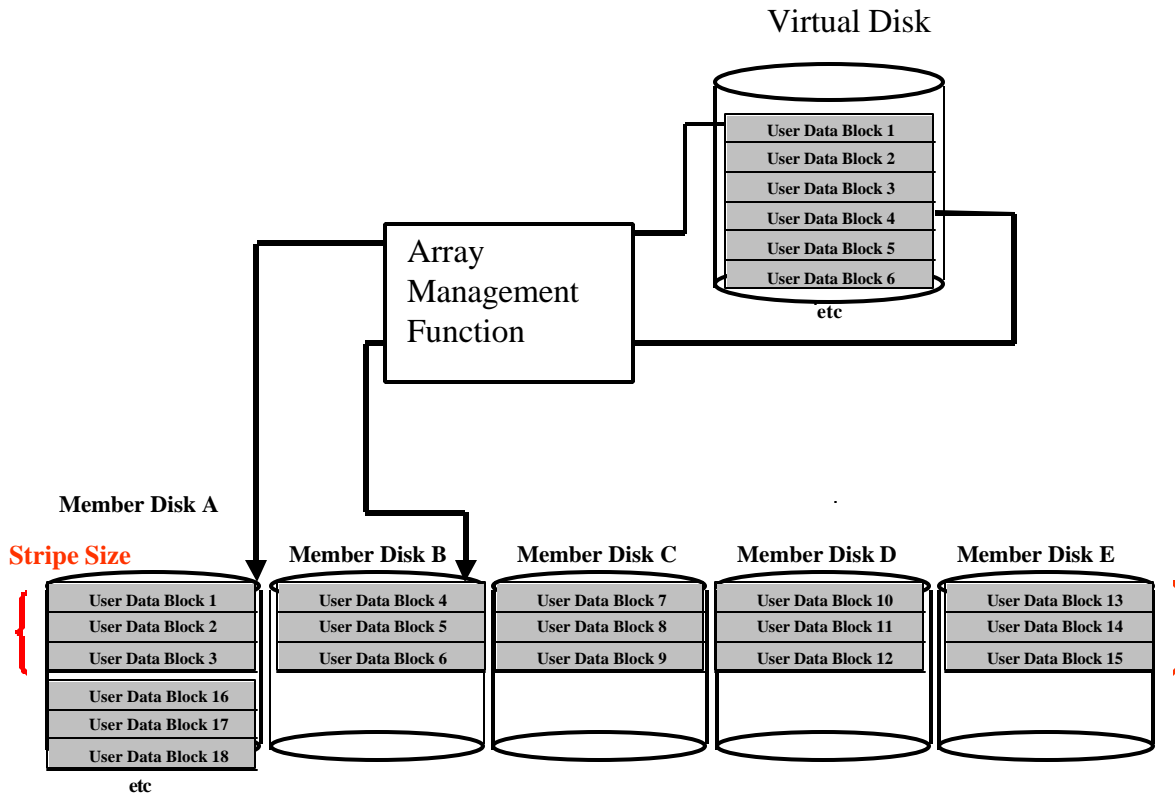 Virtual Disk
User Data Block 1
User Data Block 2
User Data Block 3
User Data Block 4
User Data Block 5
User Data Block 6
etc
Array
Management
Function
Member Disk A
Stripe Size
Member Disk B
Member Disk C
Member Disk D
Member Disk E
User Data Block 1
User Data Block 2
User Data Block 3
User Data Block 16
User Data Block 17
User Data Block 18
etc
User Data Block 4
User Data Block 5
User Data Block 6
User Data Block 7
User Data Block 8
User Data Block 9
User Data Block 10
User Data Block 11
User Data Block 12
User Data Block 13
User Data Block 14
User Data Block 15